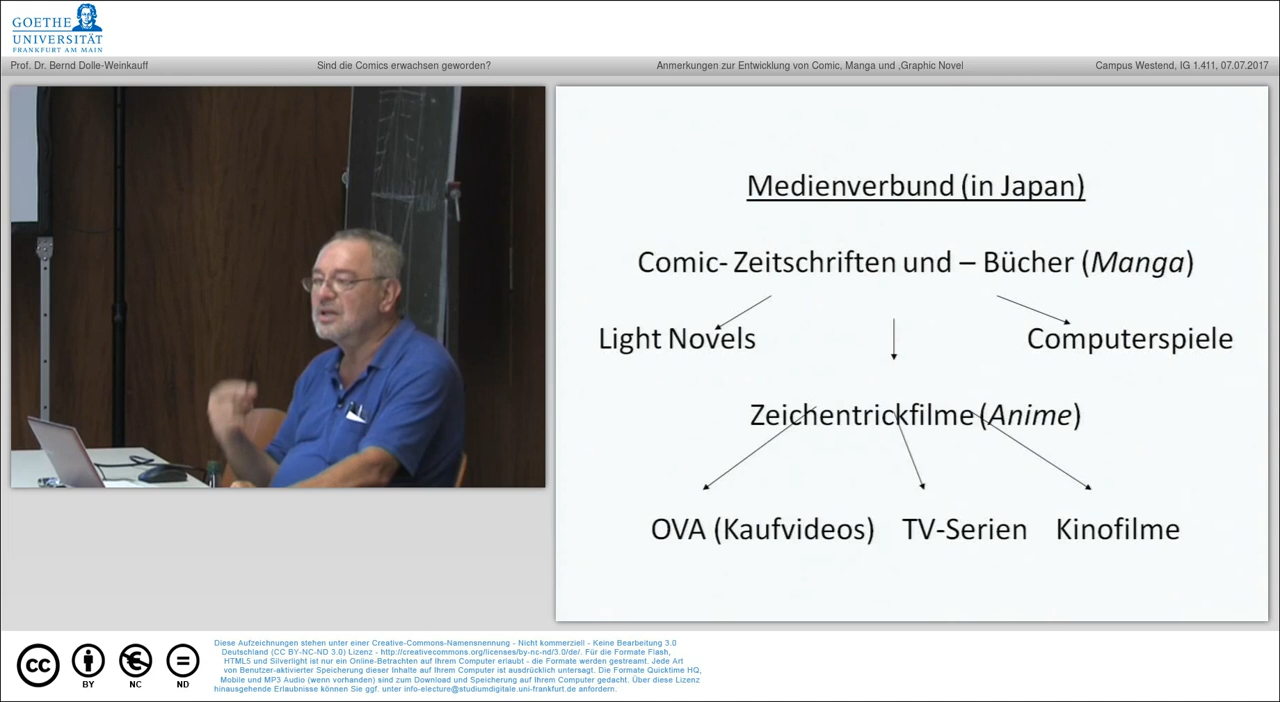 GOETHE
UNIVERSITÄT
FRANKFURT AM MAIN
Prof. Dr. Bernd Dolle-Weinkauff
Sind die Comics erwachsen geworden?
Anmerkungen zur Entwicklung von Comic, Manga und ‚Graphic Novel
Campus Westend, IG 1.411, 07.07.2017
Medienverbund (in Japan)
Comic- Zeitschriften und – Bücher (Manga)
Light Novels
Computerspiele
Zeichentrickfilme (Anime)
OVA (Kaufvideos) TV-Serien Kinofilme
cc
BY NC ND
Diese Aufzeichnungen stehen unter einer Creative-Commons-Namensnennung - Nicht kommerziell - Keine Bearbeitung 3.0
Deutschland (CC BY-NC-ND 3.0) Lizenz - http://creativecommons.org/licenses/by-nc-nd/3.0/de/. Für die Formate Flash,
HTML5 und Silverlight ist nur ein Online-Betrachten auf Ihrem Computer erlaubt - die Formate werden gestreamt. Jede Art
von Benutzer-aktivierter Speicherung dieser Inhalte auf Ihrem Computer ist ausdrücklich untersagt. Die Formate Quicktime HQ,
Mobile und MP3 Audio (wenn vorhanden) sind zum Download und Speicherung auf Ihrem Computer gedacht. Über diese Lizenz
hinausgehende Erlaubnisse können Sie ggf. unter info-electure@studiumdigitale.uni-frankfurt.de anfordern.